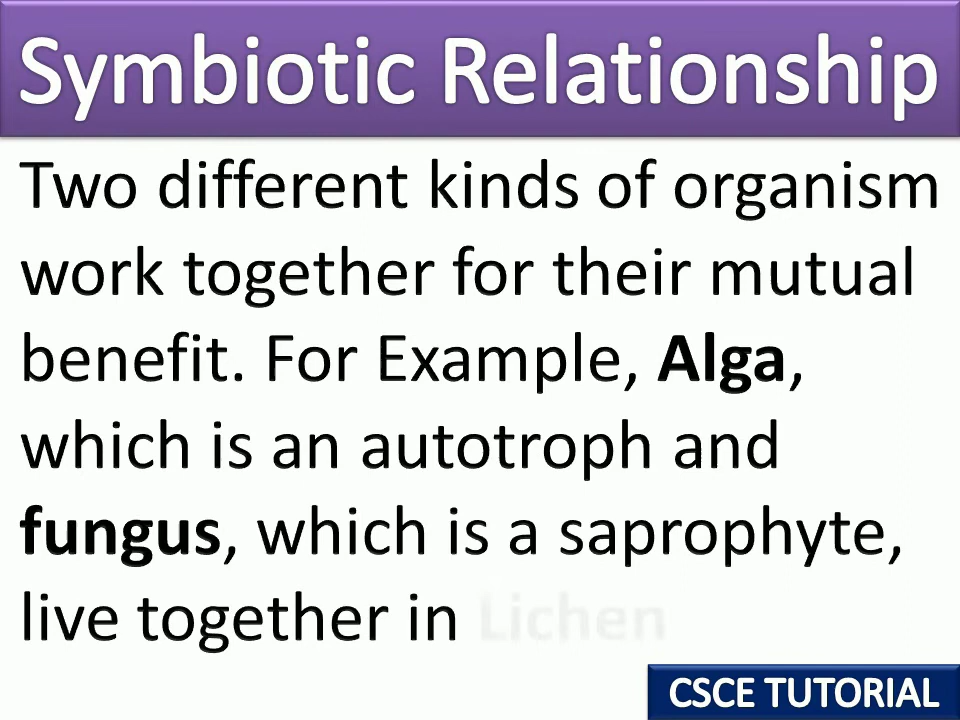 Symbiotic Relationship
Two different kinds of organism
work together for their mutual
benefit. For Example, Alga,
which is an autotroph and
fungus, which is a saprophyte,
live together in Lichen
CSCE TUTORIAL